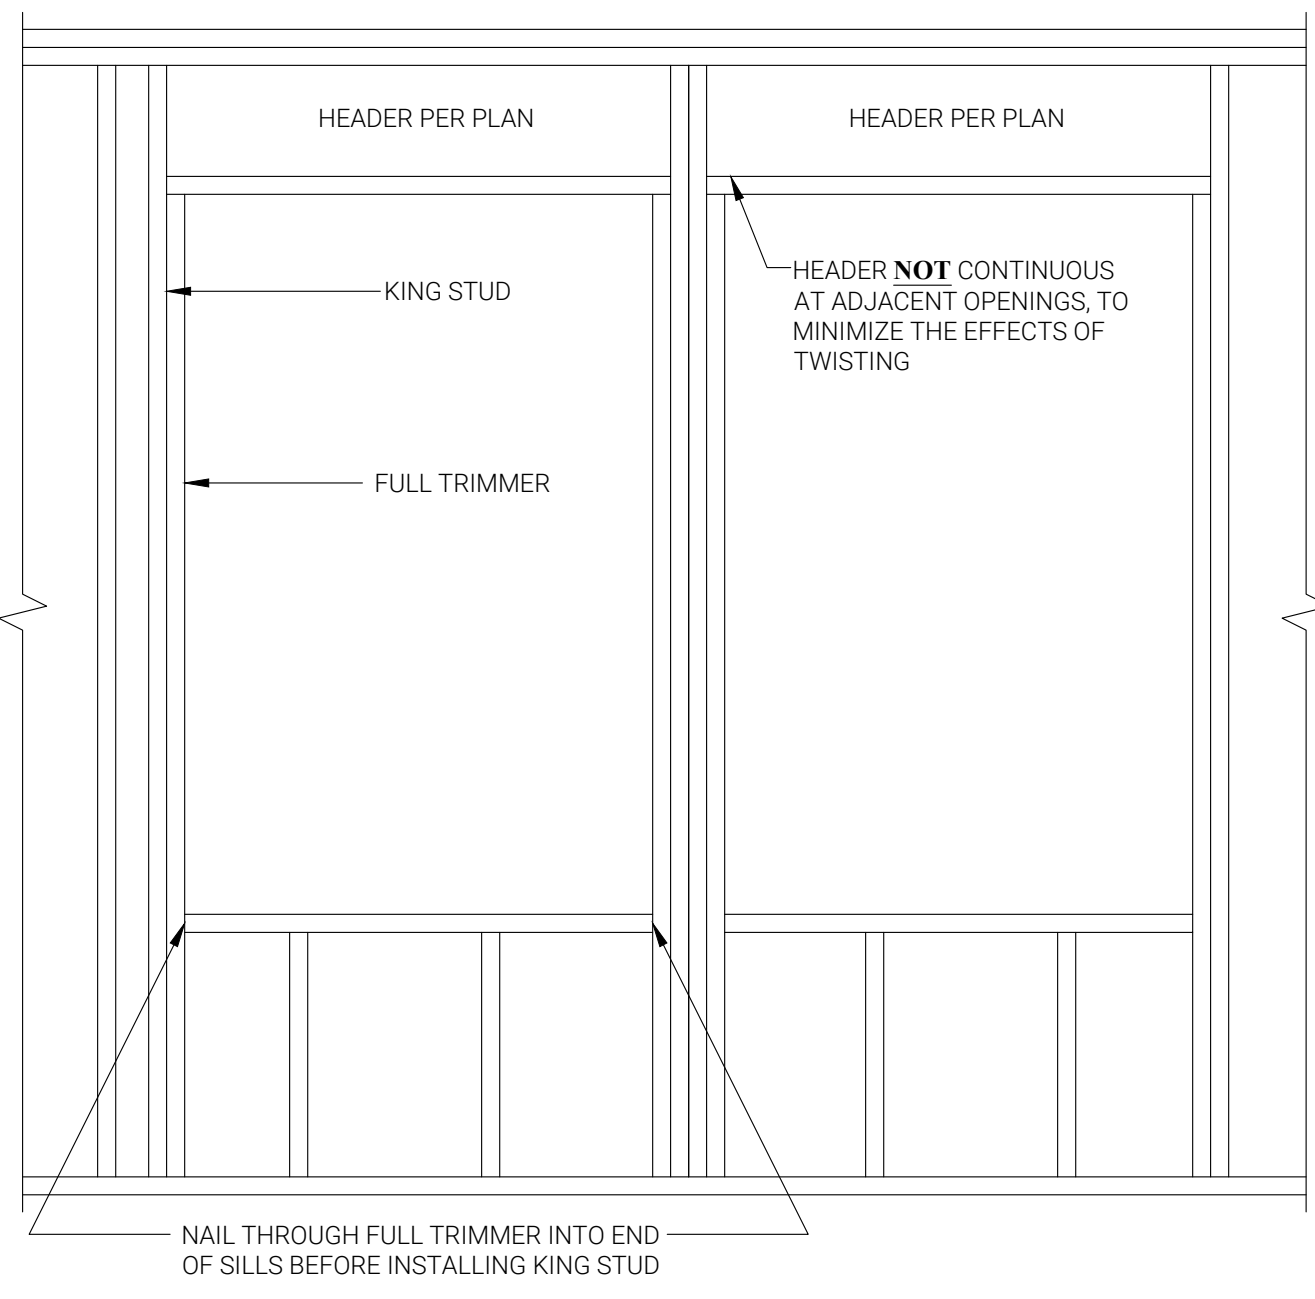 HEADER PER PLAN
HEADER PER PLAN
HEADER NOT CONTINUOUS
AT ADJACENT OPENINGS, TO
MINIMIZE THE EFFECTS OF
TWISTING
KING STUD
FULL TRIMMER
NAIL THROUGH FULL TRIMMER INTO END
OF SILLS BEFORE INSTALLING KING STUD